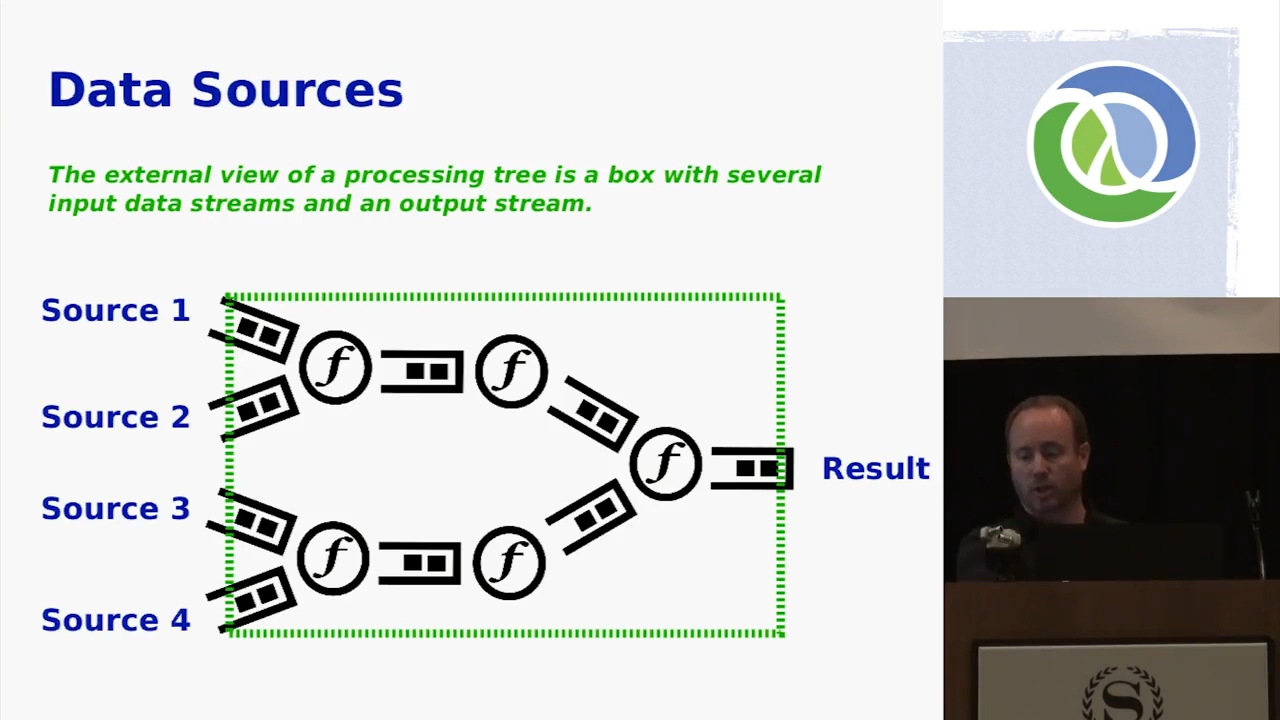 Data Sources
The external view of a processing tree is a box with several
input data streams and an output stream.
Source 1
Source 2
Source 3
Source 4
f
f
f
f
f
Result
S